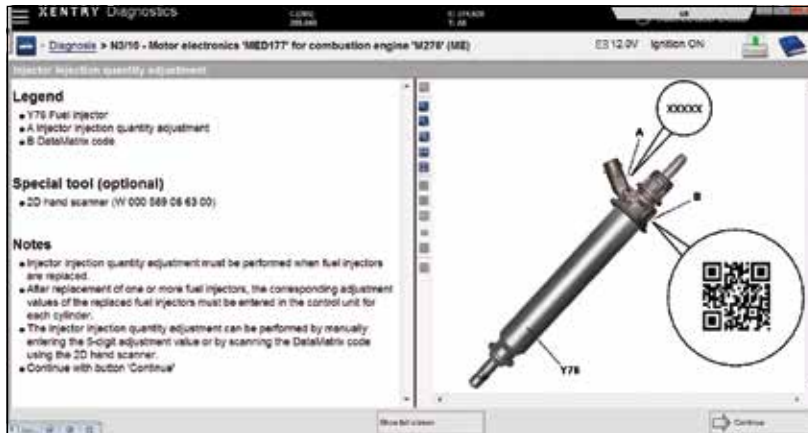 XENTRY Diagnostics
Diagnosis > N3/10 - Motor electronics 'MED177' for combustion engine 'M276' (ME)
12.0V Ignition ON
Injector injection quantity adjustment
Legend
Y76 Fuel injector
A Injector injection quantity adjustment
B DataMatrix code
Special tool (optional)
2D hand scanner
Notes
Injector injection quantity adjustment must be performed when fuel injectors
are replaced.
After replacement of one or more fuel injectors, the corresponding adjustment
values of the replaced fuel injectors must be entered in the control unit for
each cylinder.
The injector injection quantity adjustment can be performed by manually
entering the 5-digit adjustment value or by scanning the DataMatrix code
using the 2D hand scanner.
Continue with button 'Continue'
XXXXX
A
B
Y76
Show full screen
Continue